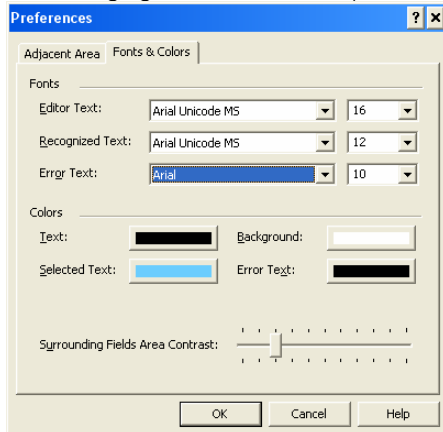 Preferences
Adjacent Area Fonts & Colors
Fonts
Editor Text: Arial Unicode MS 16
Recognized Text: Arial Unicode MS 12
Error Text: Arial 10
Colors
Text: Background:
Selected Text: Error Text:
Surrounding Fields Area Contrast:
OK Cancel Help